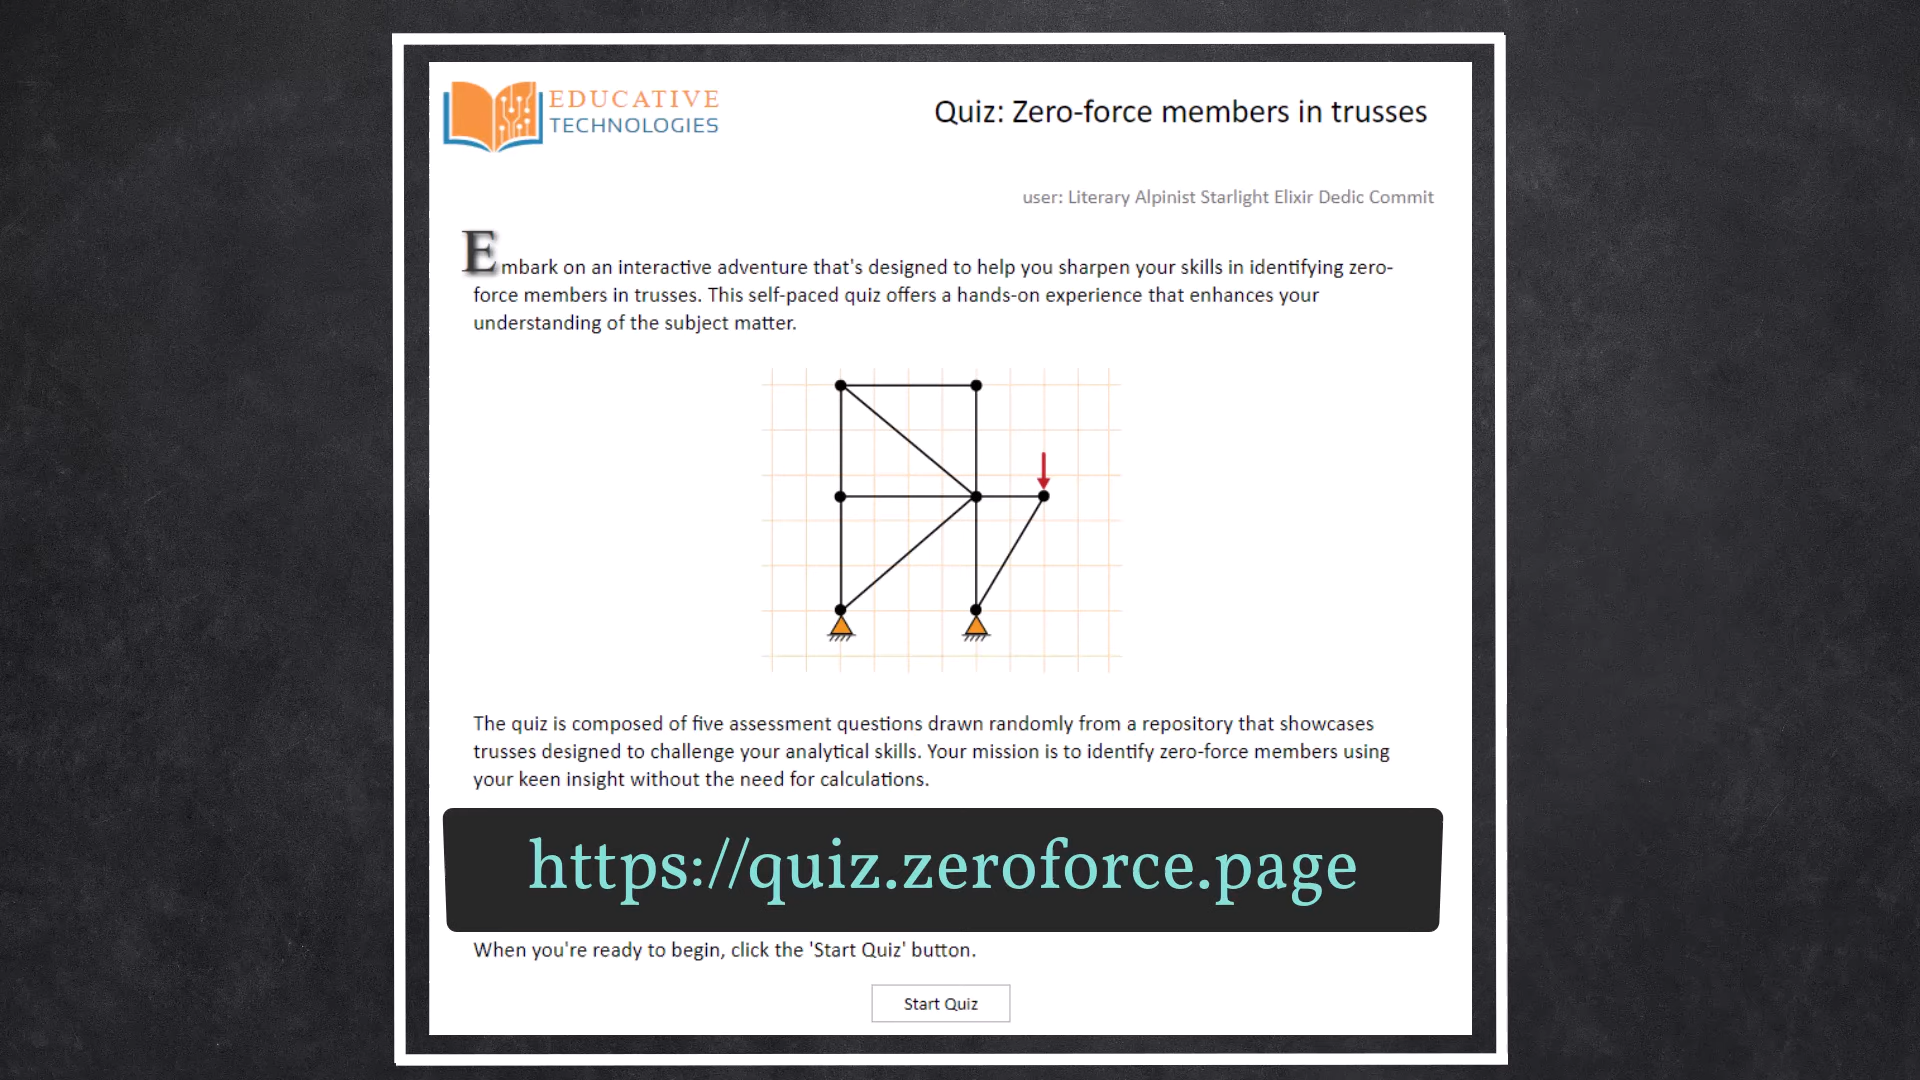 EDUCATIVE
TECHNOLOGIES
Quiz: Zero-force members in trusses
user: Literary Alpinist Starlight Elixir Dedic Commit
Embark on an interactive adventure that's designed to help you sharpen your skills in identifying zero-
force members in trusses. This self-paced quiz offers a hands-on experience that enhances your
understanding of the subject matter.
The quiz is composed of five assessment questions drawn randomly from a repository that showcases
trusses designed to challenge your analytical skills. Your mission is to identify zero-force members using
your keen insight without the need for calculations.
https://quiz.zeroforce.page
When you're ready to begin, click the 'Start Quiz' button.
Start Quiz